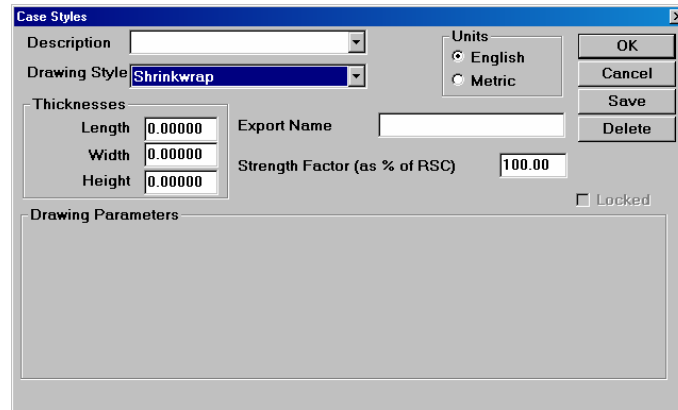 Case Styles
Description
Drawing Style Shrinkwrap
Units
English
Metric
OK
Cancel
Save
Delete
Thicknesses
Length 0.00000
Width 0.00000
Height 0.00000
Export Name
Strength Factor (as % of RSC) 100.00
Locked
Drawing Parameters